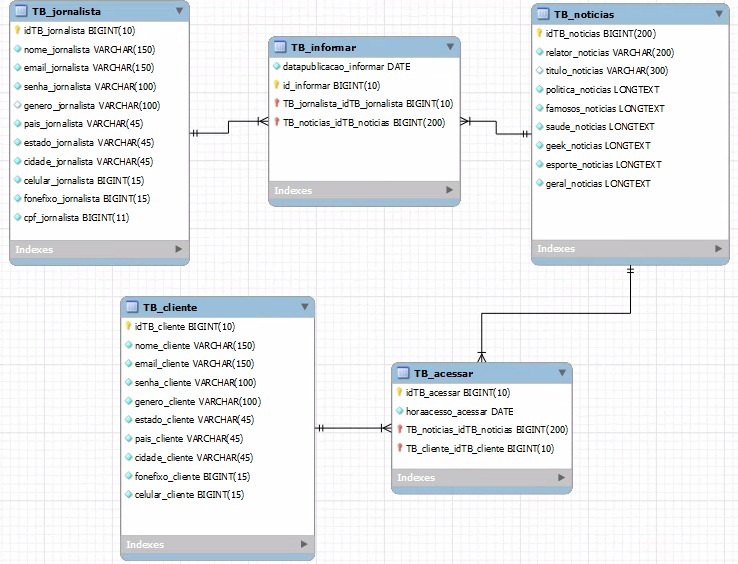 TB_jornalista
idTB_jornalista BIGINT(10)
nome_jornalista VARCHAR(150)
email_jornalista VARCHAR(150)
senha_jornalista VARCHAR(100)
genero_jornalista VARCHAR(100)
pais_jornalista VARCHAR(45)
estado_jornalista VARCHAR(45)
cidade_jornalista VARCHAR(45)
celular_jornalista BIGINT(15)
fonefixo_jornalista BIGINT(15)
cpf_jornalista BIGINT(11)
Indexes
TB_informar
datapublicacao_informar DATE
id_informar BIGINT(10)
TB_jornalista_idTB_jornalista BIGINT(10)
TB_noticias_idTB_noticias BIGINT(200)
Indexes
TB_noticias
idTB_noticias BIGINT(200)
relator_noticias VARCHAR(200)
titulo_noticias VARCHAR(300)
politica_noticias LONGTEXT
famosos_noticias LONGTEXT
saude_noticias LONGTEXT
geek_noticias LONGTEXT
esporte_noticias LONGTEXT
geral_noticias LONGTEXT
Indexes
TB_cliente
idTB_cliente BIGINT(10)
nome_cliente VARCHAR(150)
email_cliente VARCHAR(150)
senha_cliente VARCHAR(100)
genero_cliente VARCHAR(100)
estado_cliente VARCHAR(45)
pais_cliente VARCHAR(45)
cidade_cliente VARCHAR(45)
fonefixo_cliente BIGINT(15)
celular_cliente BIGINT(15)
Indexes
TB_acessar
idTB_acessar BIGINT(10)
horaacesso_acessar DATE
TB_noticias_idTB_noticias BIGINT(200)
TB_cliente_idTB_cliente BIGINT(10)
Indexes